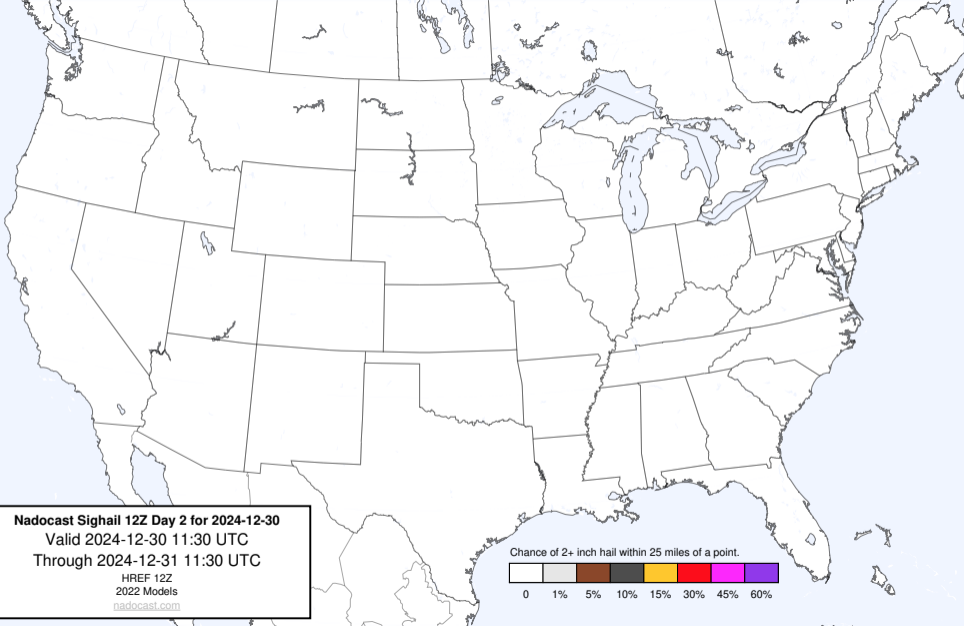 Nadocast Sighail 12Z Day 2 for 2024-12-30
Valid 2024-12-30 11:30 UTC
Through 2024-12-31 11:30 UTC
HREF 12Z
2022 Models
nadocast.com
Chance of 2+ inch hail within 25 miles of a point.
0 1% 5% 10% 15% 30% 45% 60%